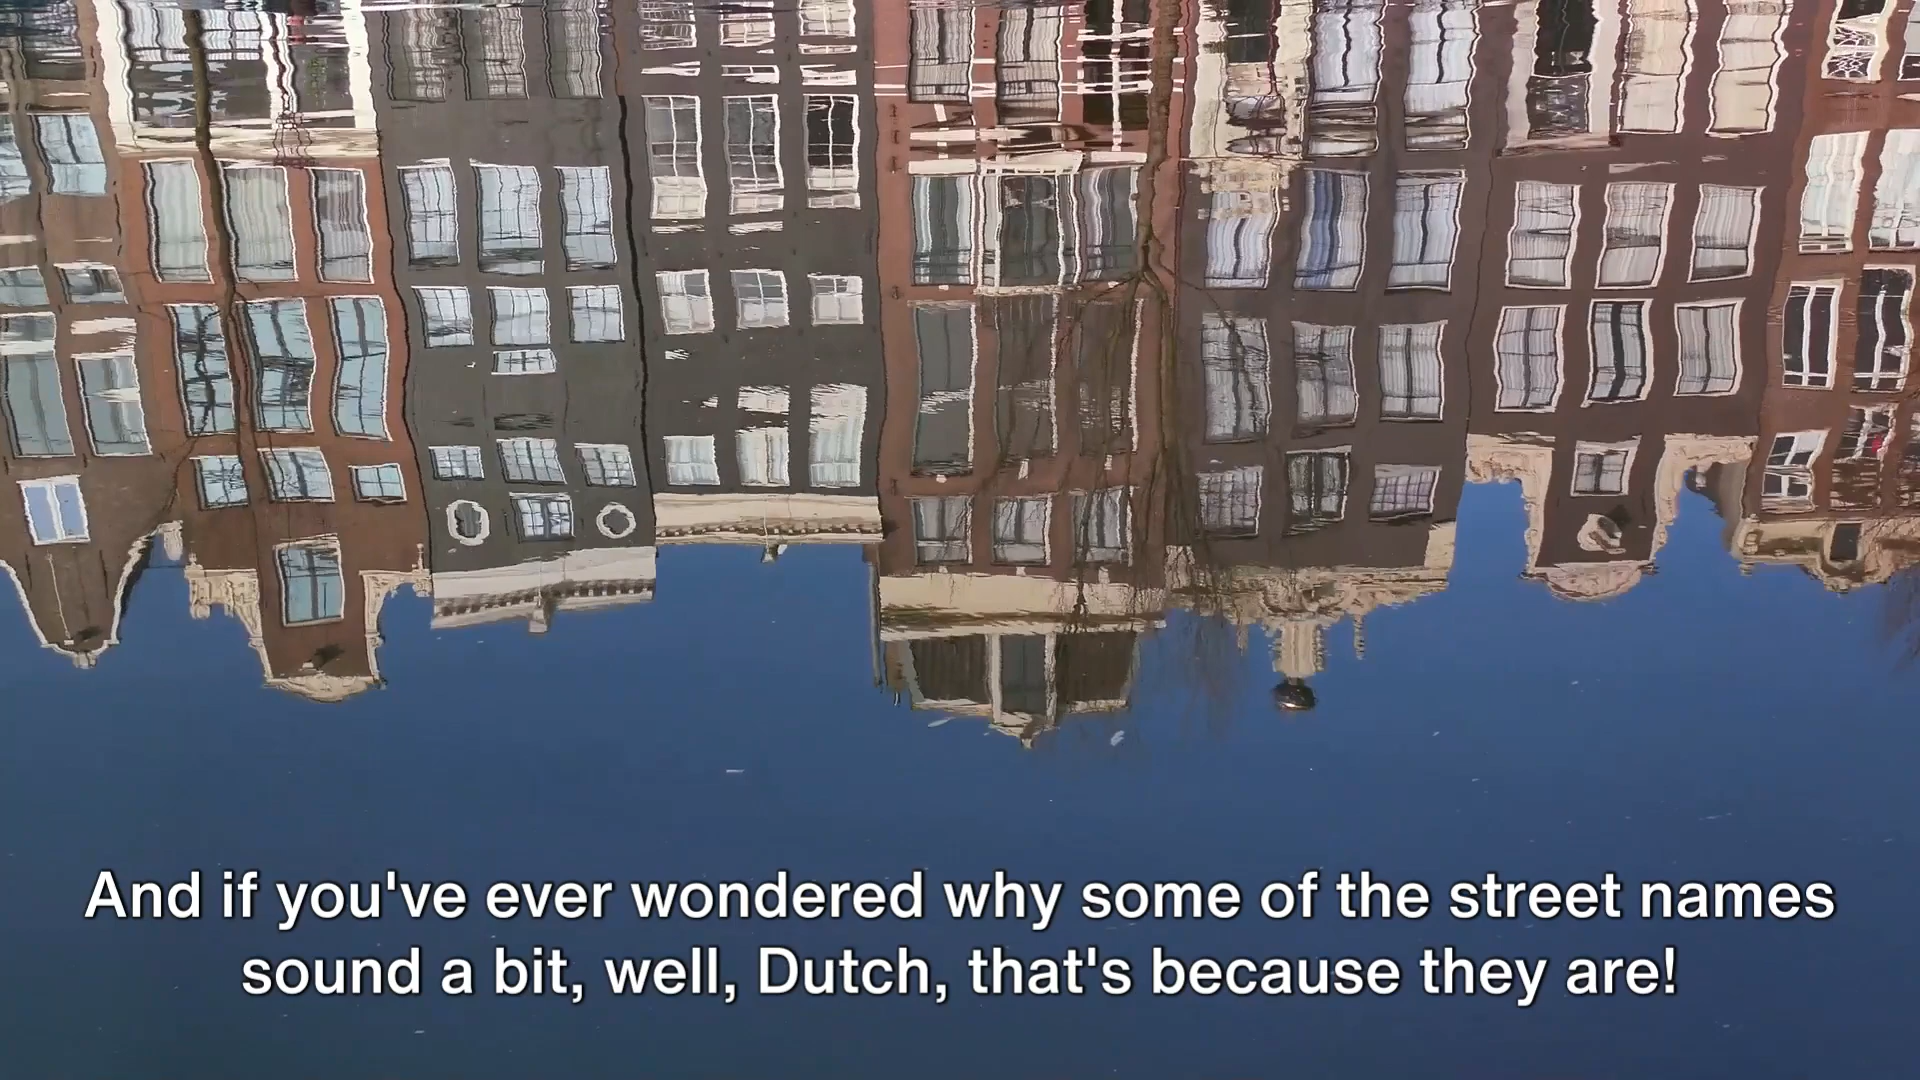 And if you've ever wondered why some of the street names
sound a bit, well, Dutch, that's because they are!